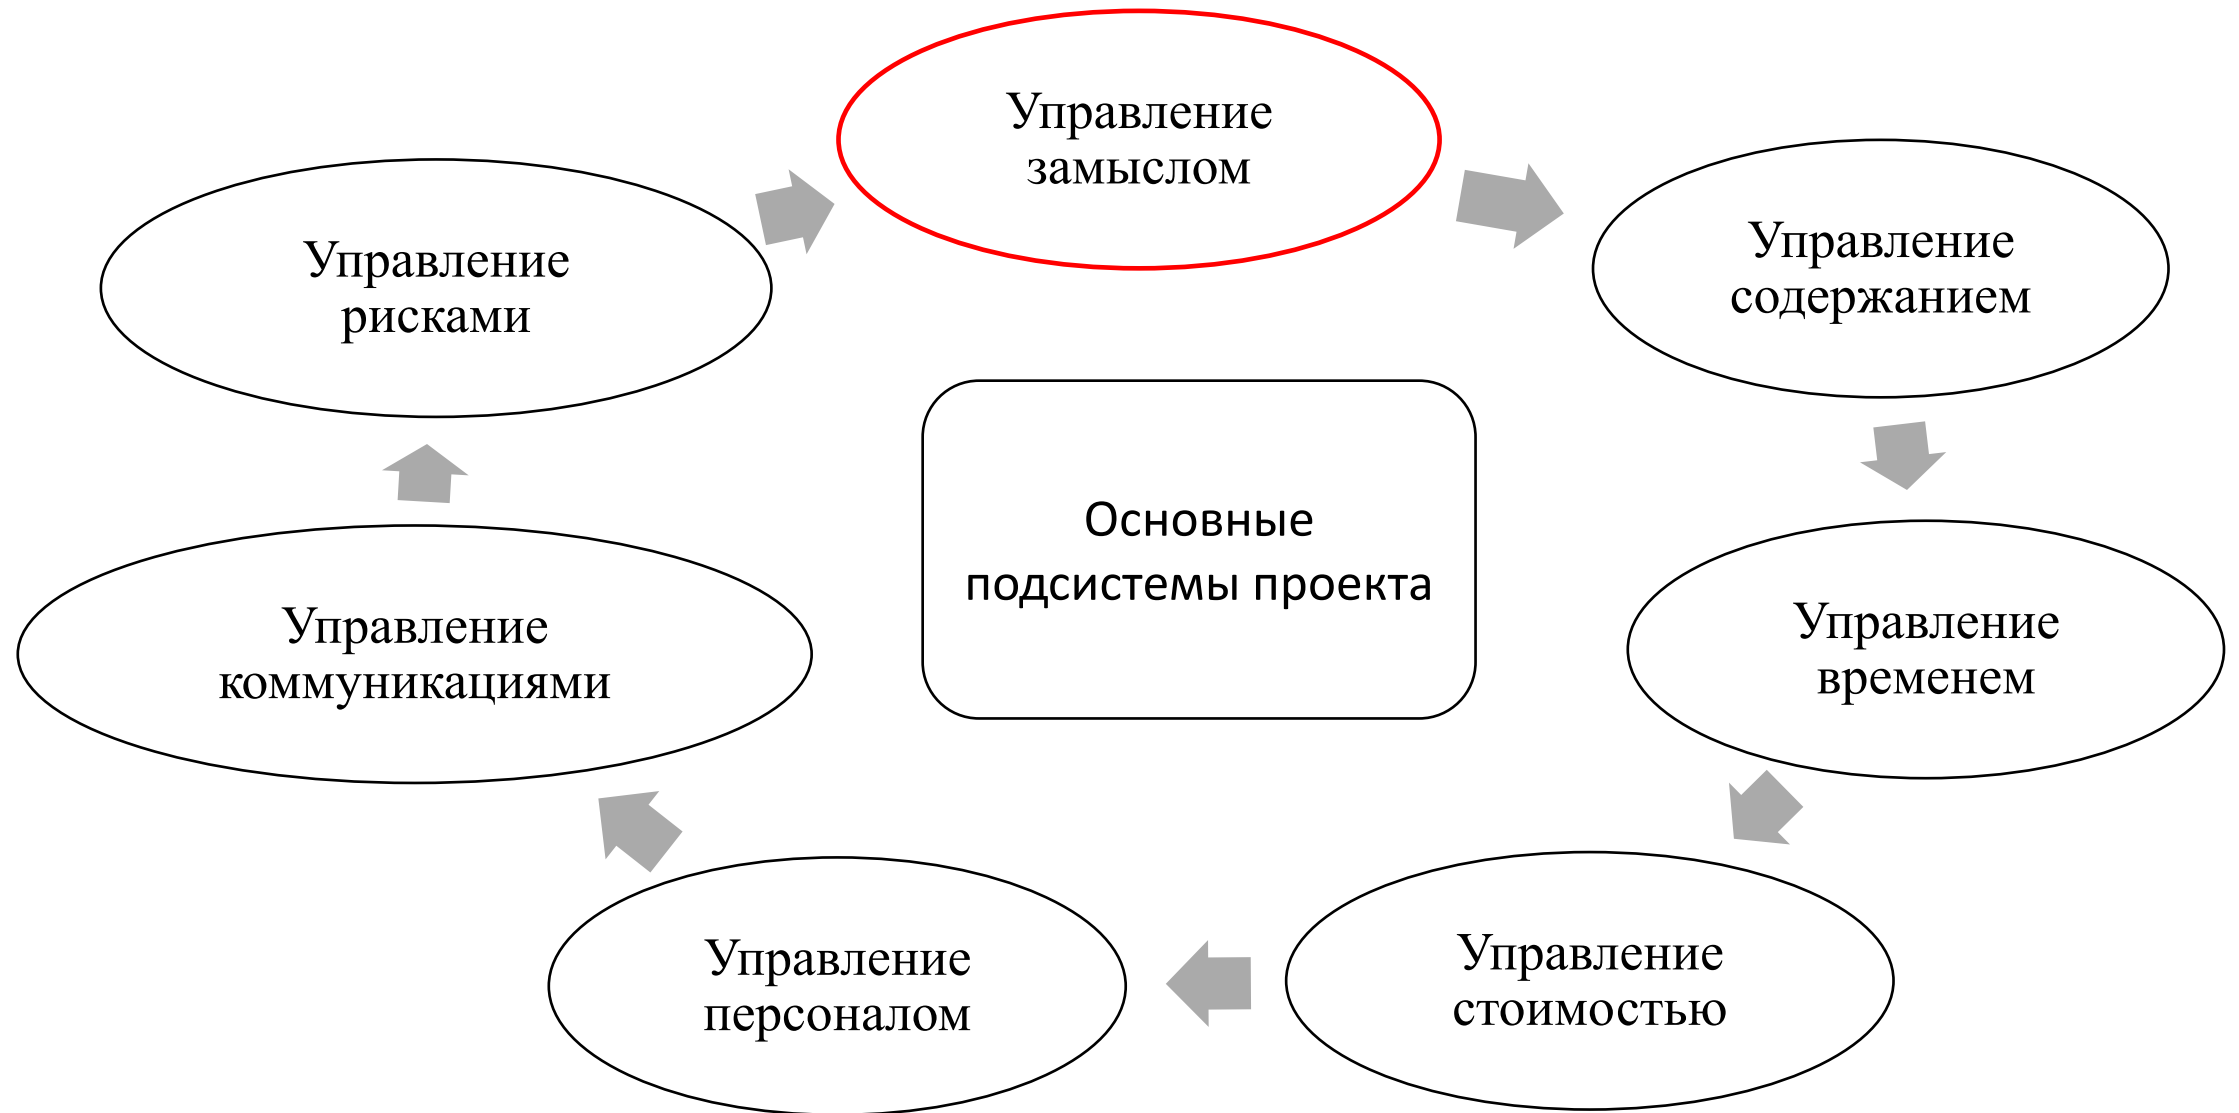 Управление
замыслом
Управление
содержанием
Управление
временем
Управление
стоимостью
Управление
персоналом
Управление
коммуникациями
Управление
рисками
Основные
подсистемы проекта